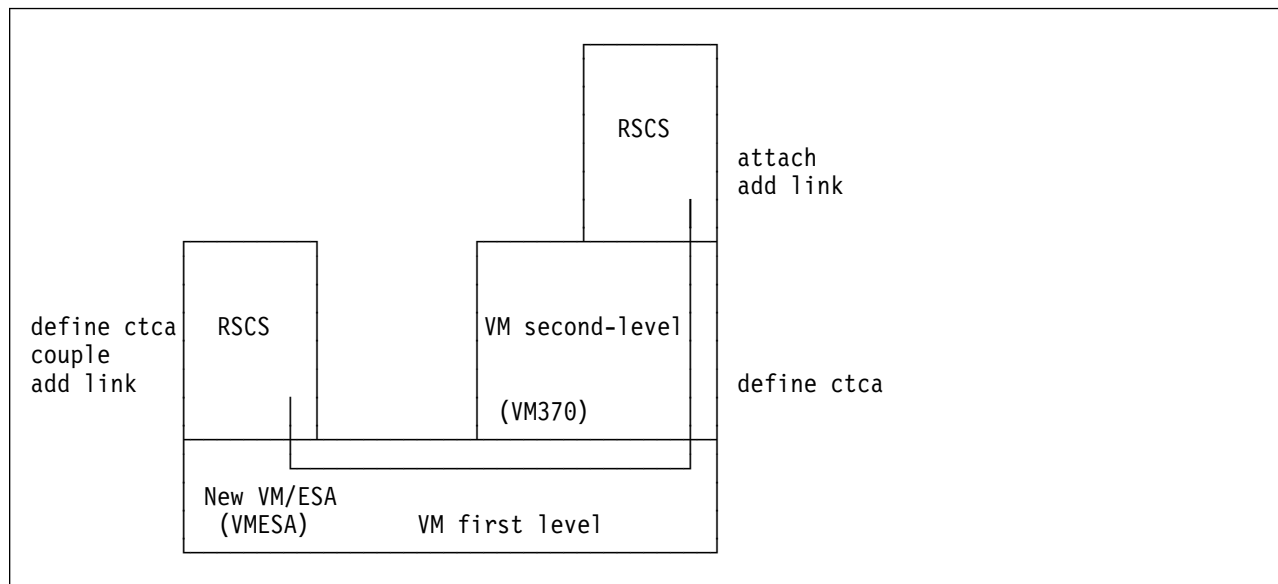 RSCS
attach
add link
define ctca
couple
add link
RSCS
VM second-level
(VM370)
define ctca
New VM/ESA
(VMESA)
VM first level